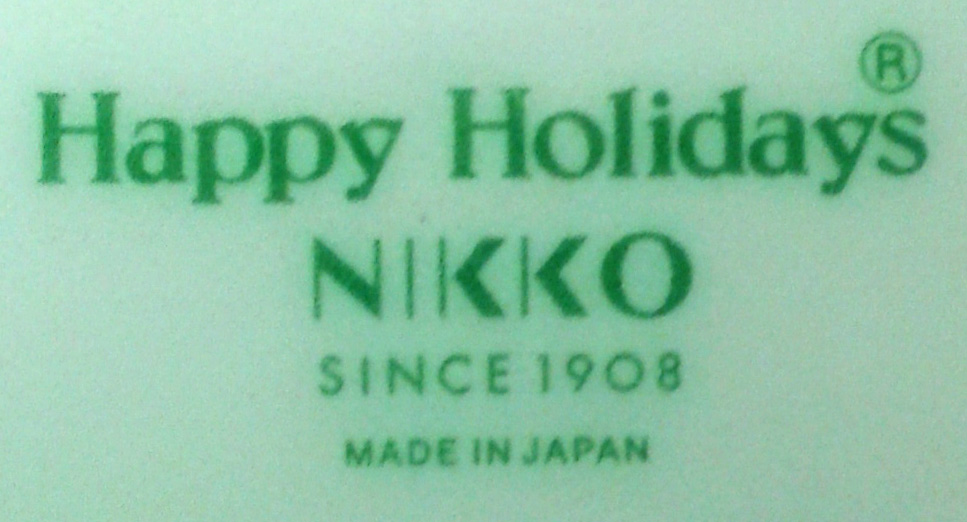 Happy Holidays®
NIKKO
SINCE 1908
MADE IN JAPAN